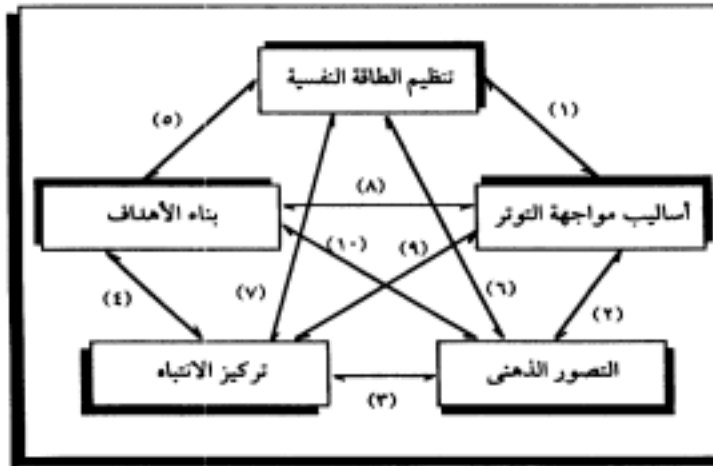 تنظيم الطاقة النفسية
(٥)
(١)
(٨)
بناء الأهداف
أساليب مواجهة التوتر
(١٠)
(٩)
(٤)
(٧)
(٦)
(٢)
تركيز الانتباه
(٣)
التصور الذهنى